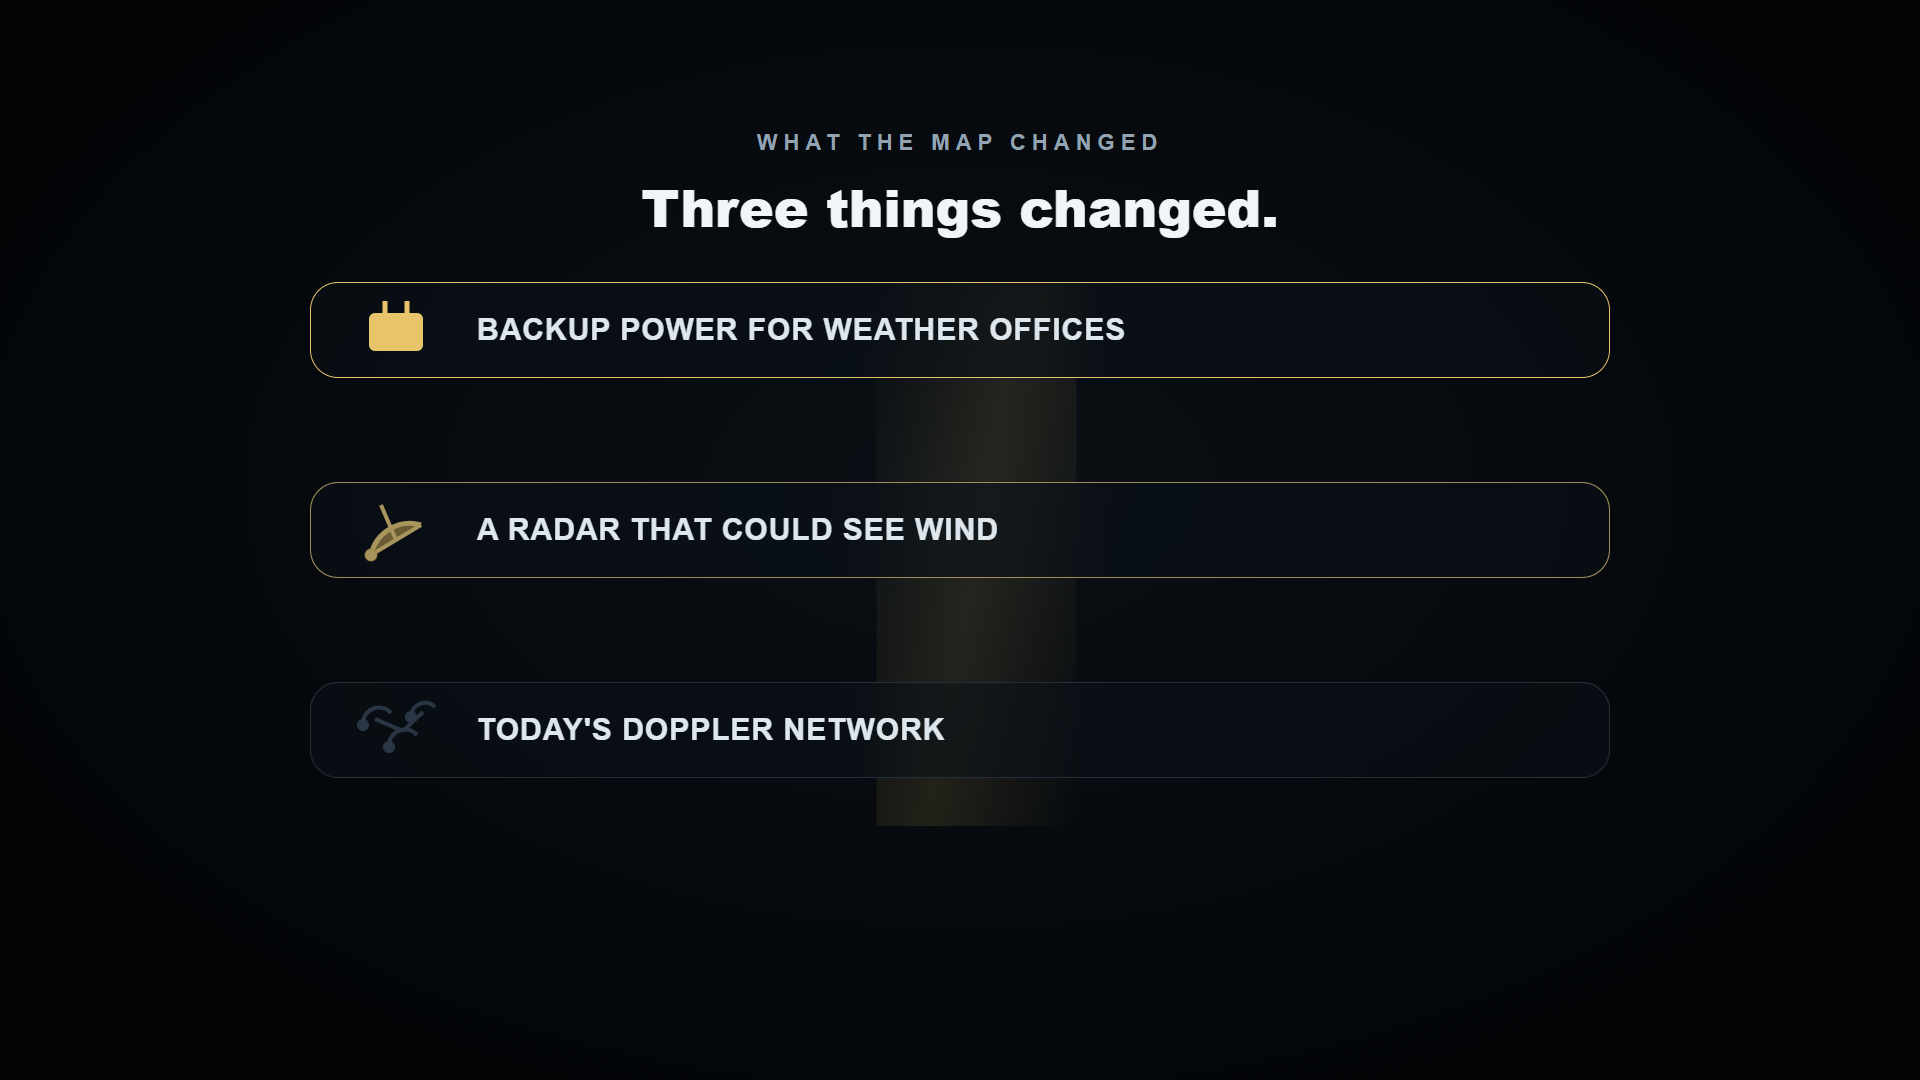 WHAT THE MAP CHANGED
Three things changed.
BACKUP POWER FOR WEATHER OFFICES
A RADAR THAT COULD SEE WIND
TODAY'S DOPPLER NETWORK